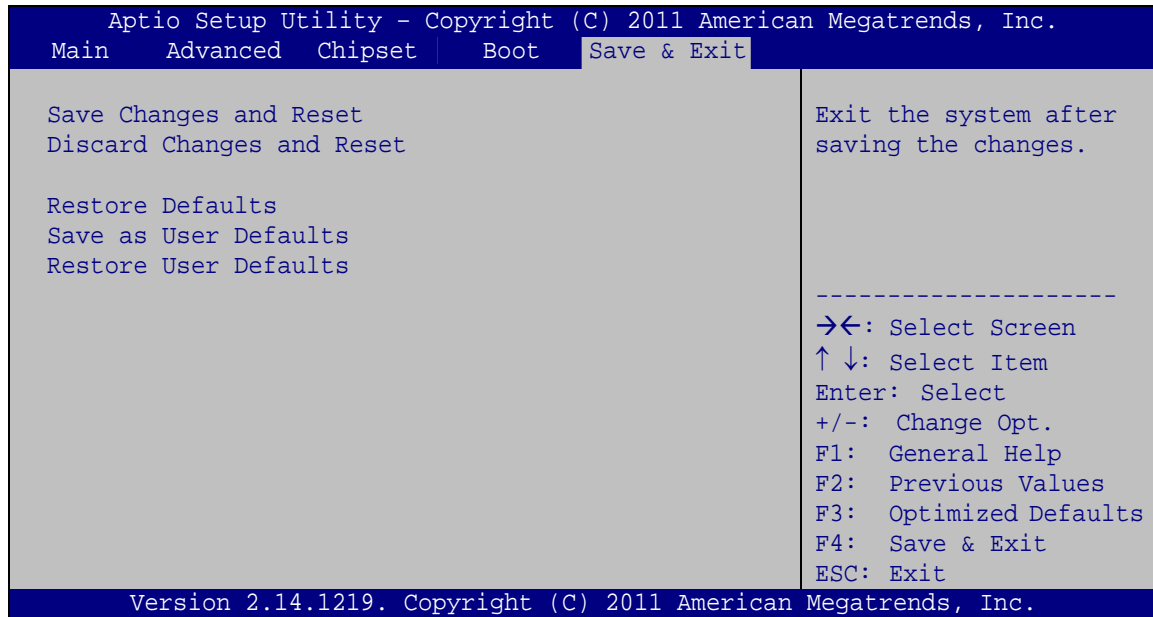 Aptio Setup Utility – Copyright (C) 2011 American Megatrends, Inc.
Main Advanced Chipset Boot Save & Exit
Save Changes and Reset
Discard Changes and Reset
Restore Defaults
Save as User Defaults
Restore User Defaults
Exit the system after
saving the changes.
---------------------
→←: Select Screen
↑ ↓: Select Item
Enter: Select
+/-: Change Opt.
F1: General Help
F2: Previous Values
F3: Optimized Defaults
F4: Save & Exit
ESC: Exit
Version 2.14.1219. Copyright (C) 2011 American Megatrends, Inc.